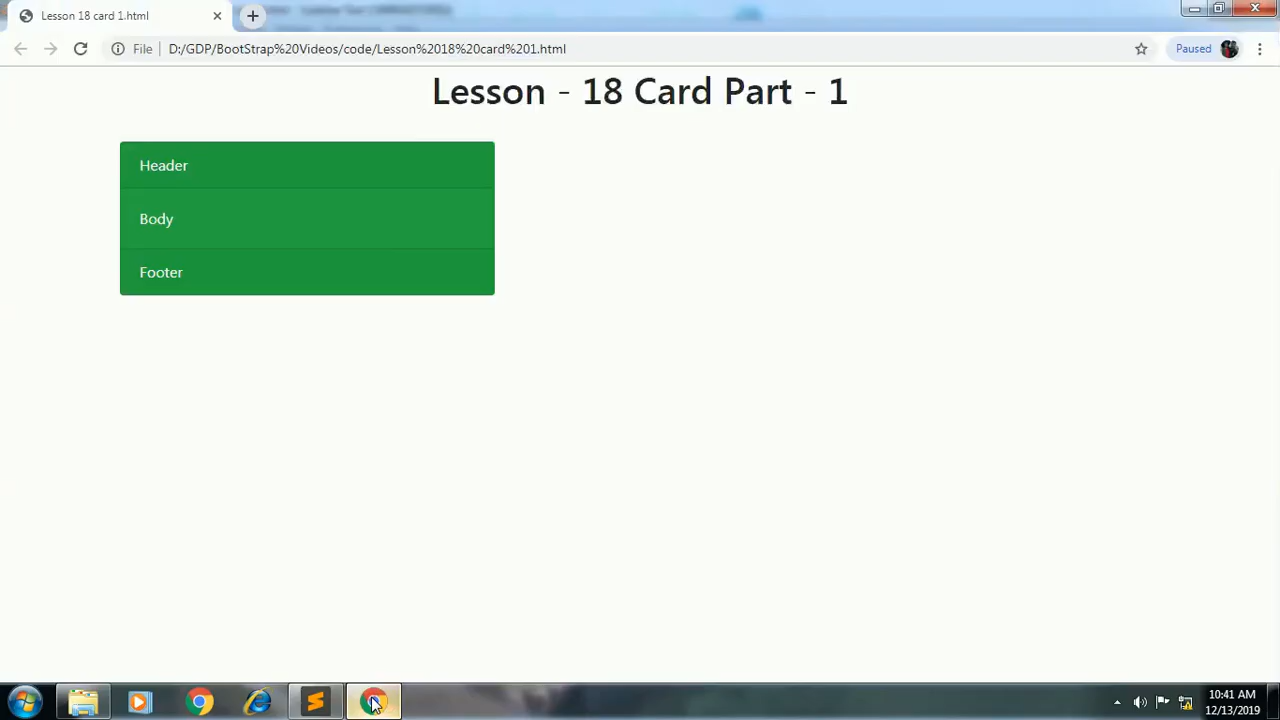 Lesson 18 card 1.html
File
D:/GDP/BootStrap%20Videos/code/Lesson%2018%20card%201.html
Paused
Lesson - 18 Card Part - 1
Header
Body
Footer
10:41 AM
12/13/2019